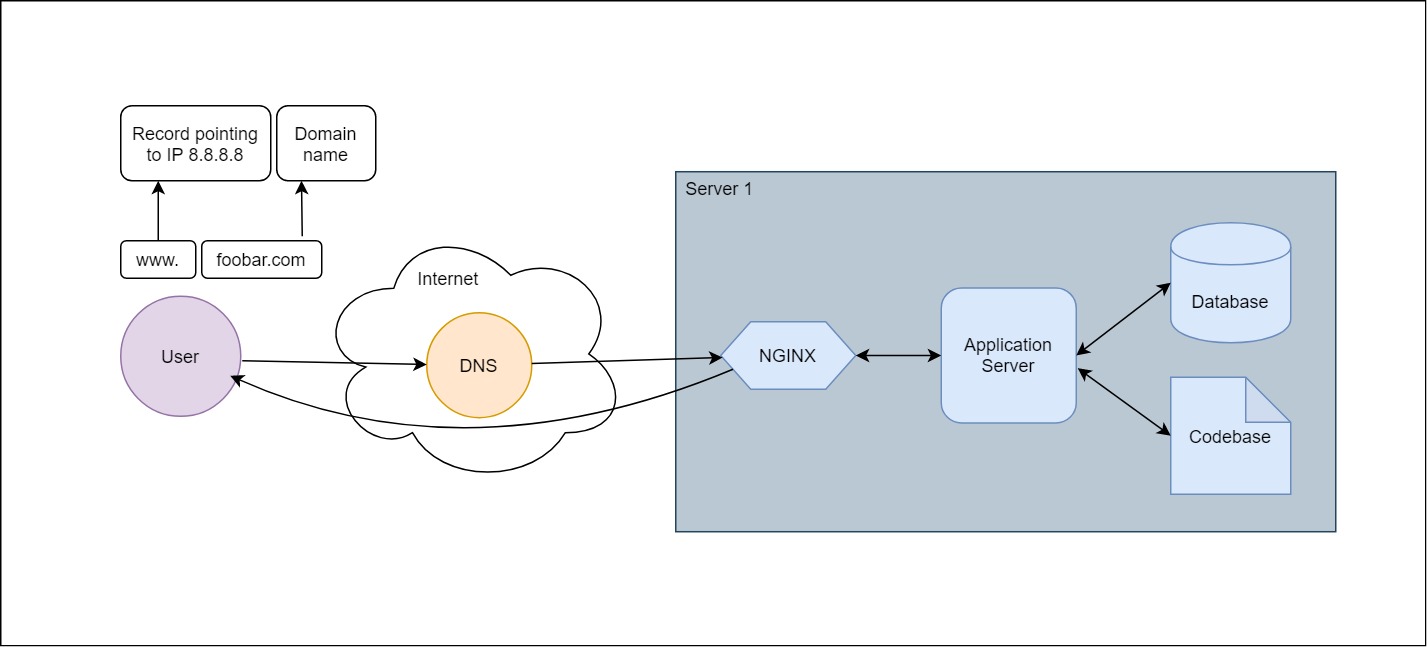 Record pointing
to IP 8.8.8.8
Domain
name
www.
foobar.com
Internet
User
DNS
Server 1
NGINX
Application
Server
Database
Codebase